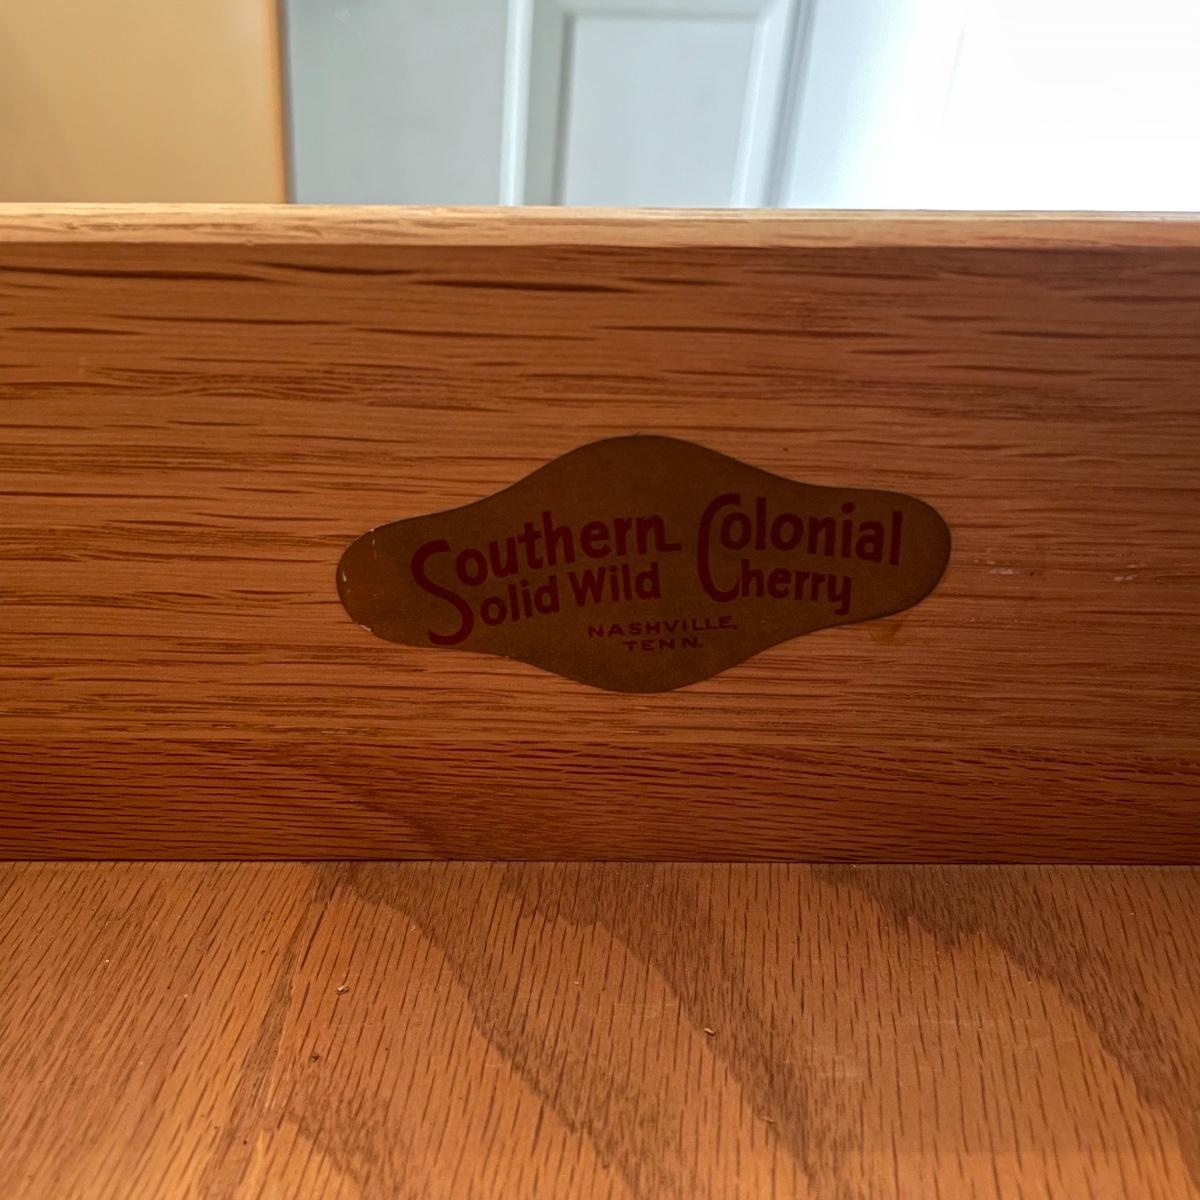 Southern Colonial
Solid Wild Cherry
NASHVILLE,
TENN.